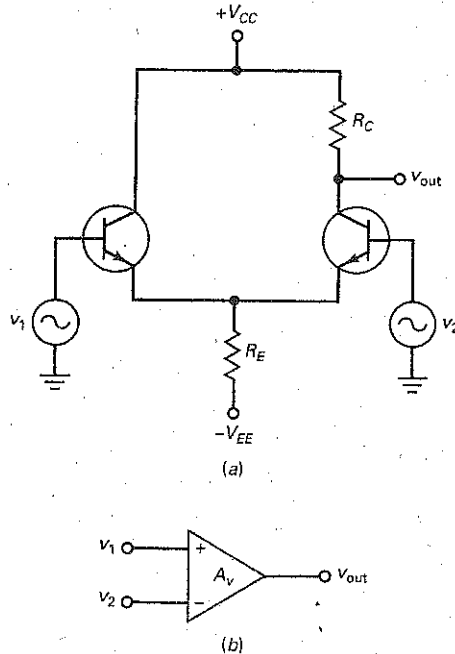 +V_CC
R_C
v_out
v_1
v_2
R_E
-V_EE
(a)
v_1
+
A_v
v_out
v_2
-
(b)